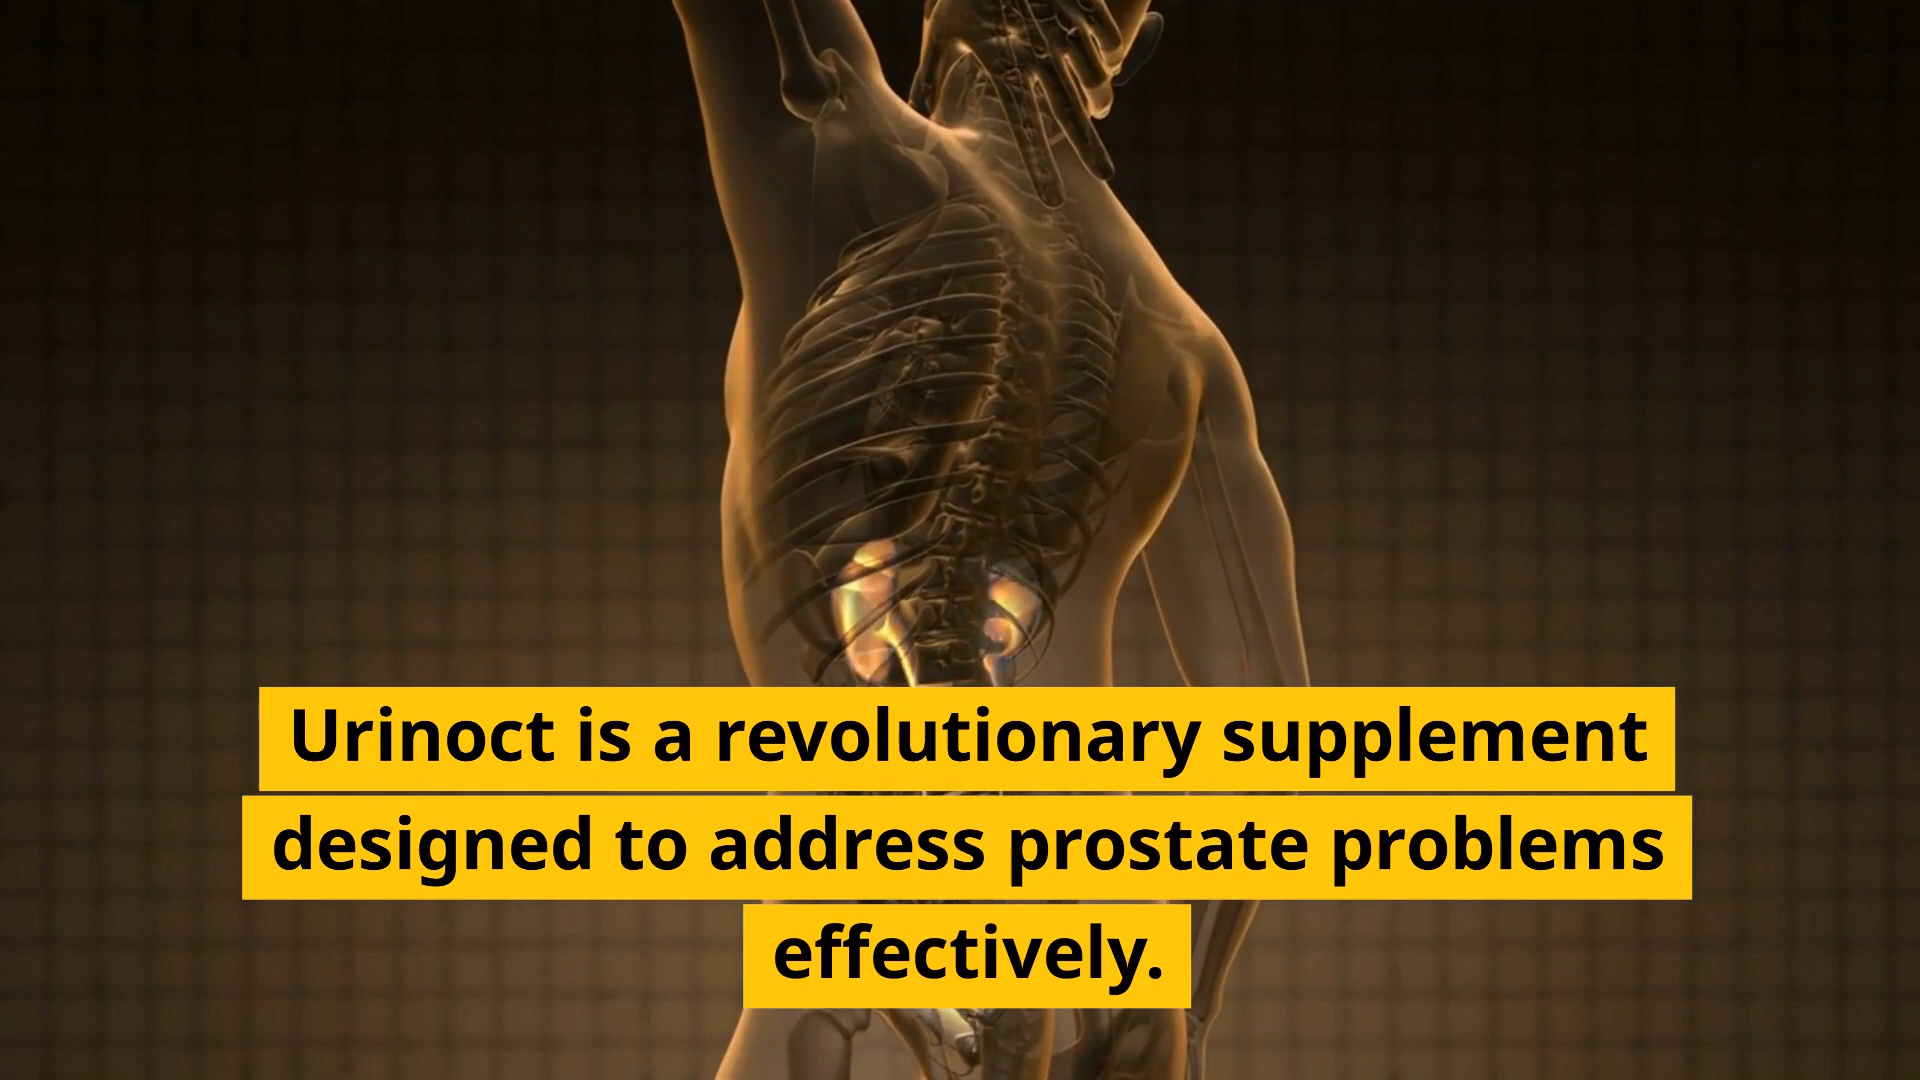 Urinoct is a revolutionary supplement
designed to address prostate problems
effectively.